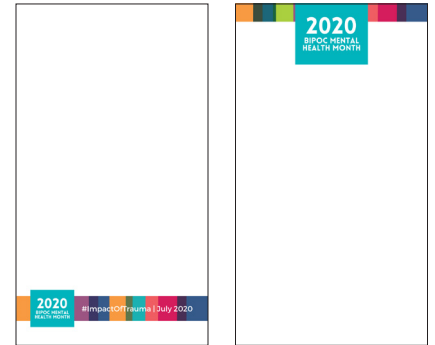 2020
BIPOC MENTAL
HEALTH MONTH
#ImpactOfTrauma | July 2020
2020
BIPOC MENTAL
HEALTH MONTH